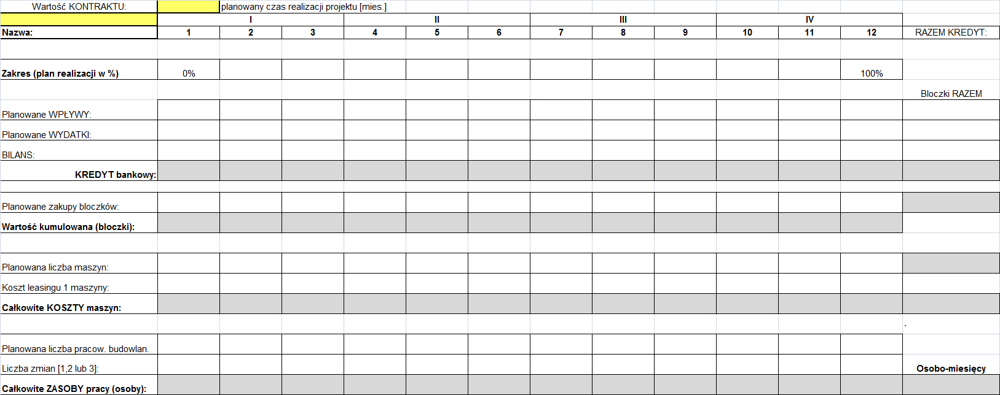 Wartość KONTRAKTU: planowany czas realizacji projektu [mies.]
I II III IV
Nazwa: 1 2 3 4 5 6 7 8 9 10 11 12 RAZEM KREDYT:
Zakres (plan realizacji w %) 0% 100%
Bloczki RAZEM
Planowane WPŁYWY:
Planowane WYDATKI:
BILANS:
KREDYT bankowy:
Planowane zakupy bloczków:
Wartość kumulowana (bloczki):
Planowana liczba maszyn:
Koszt leasingu 1 maszyny:
Całkowite KOSZTY maszyn:
`
Planowana liczba pracow. budowlan.
Liczba zmian [1,2 lub 3]: Osobo-miesięcy
Całkowite ZASOBY pracy (osoby):